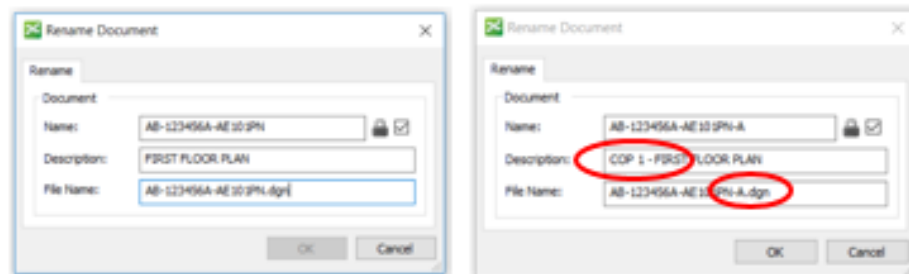 Rename Document
Rename
Document
Name: AB-123456A-AE101PN
Description: FIRST FLOOR PLAN
File Name: AB-123456A-AE101PN.dgn
OK Cancel
Rename Document
Rename
Document
Name: AB-123456A-AE101PN-A
Description: COP 1 - FIRST FLOOR PLAN
File Name: AB-123456A-AE101PN-A.dgn
OK Cancel